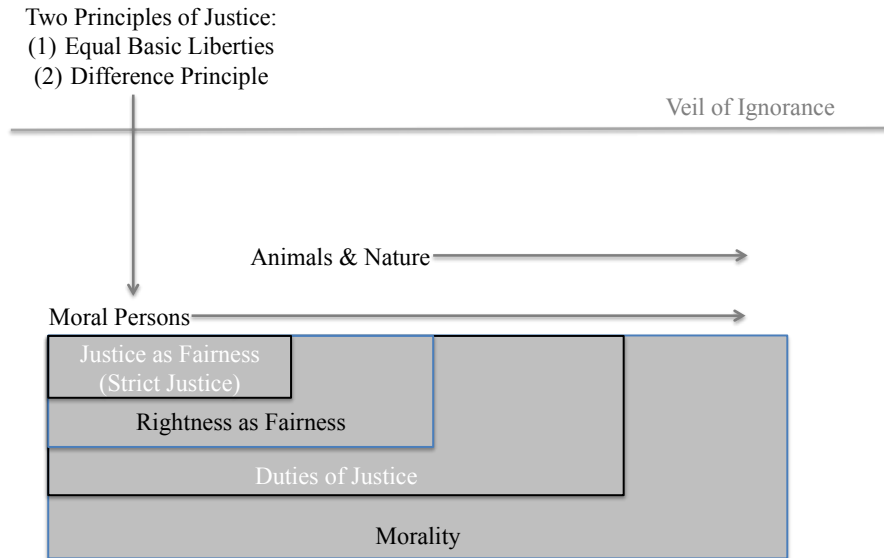 Two Principles of Justice:
(1) Equal Basic Liberties
(2) Difference Principle
Veil of Ignorance
Animals & Nature
Moral Persons
Justice as Fairness
(Strict Justice)
Rightness as Fairness
Duties of Justice
Morality